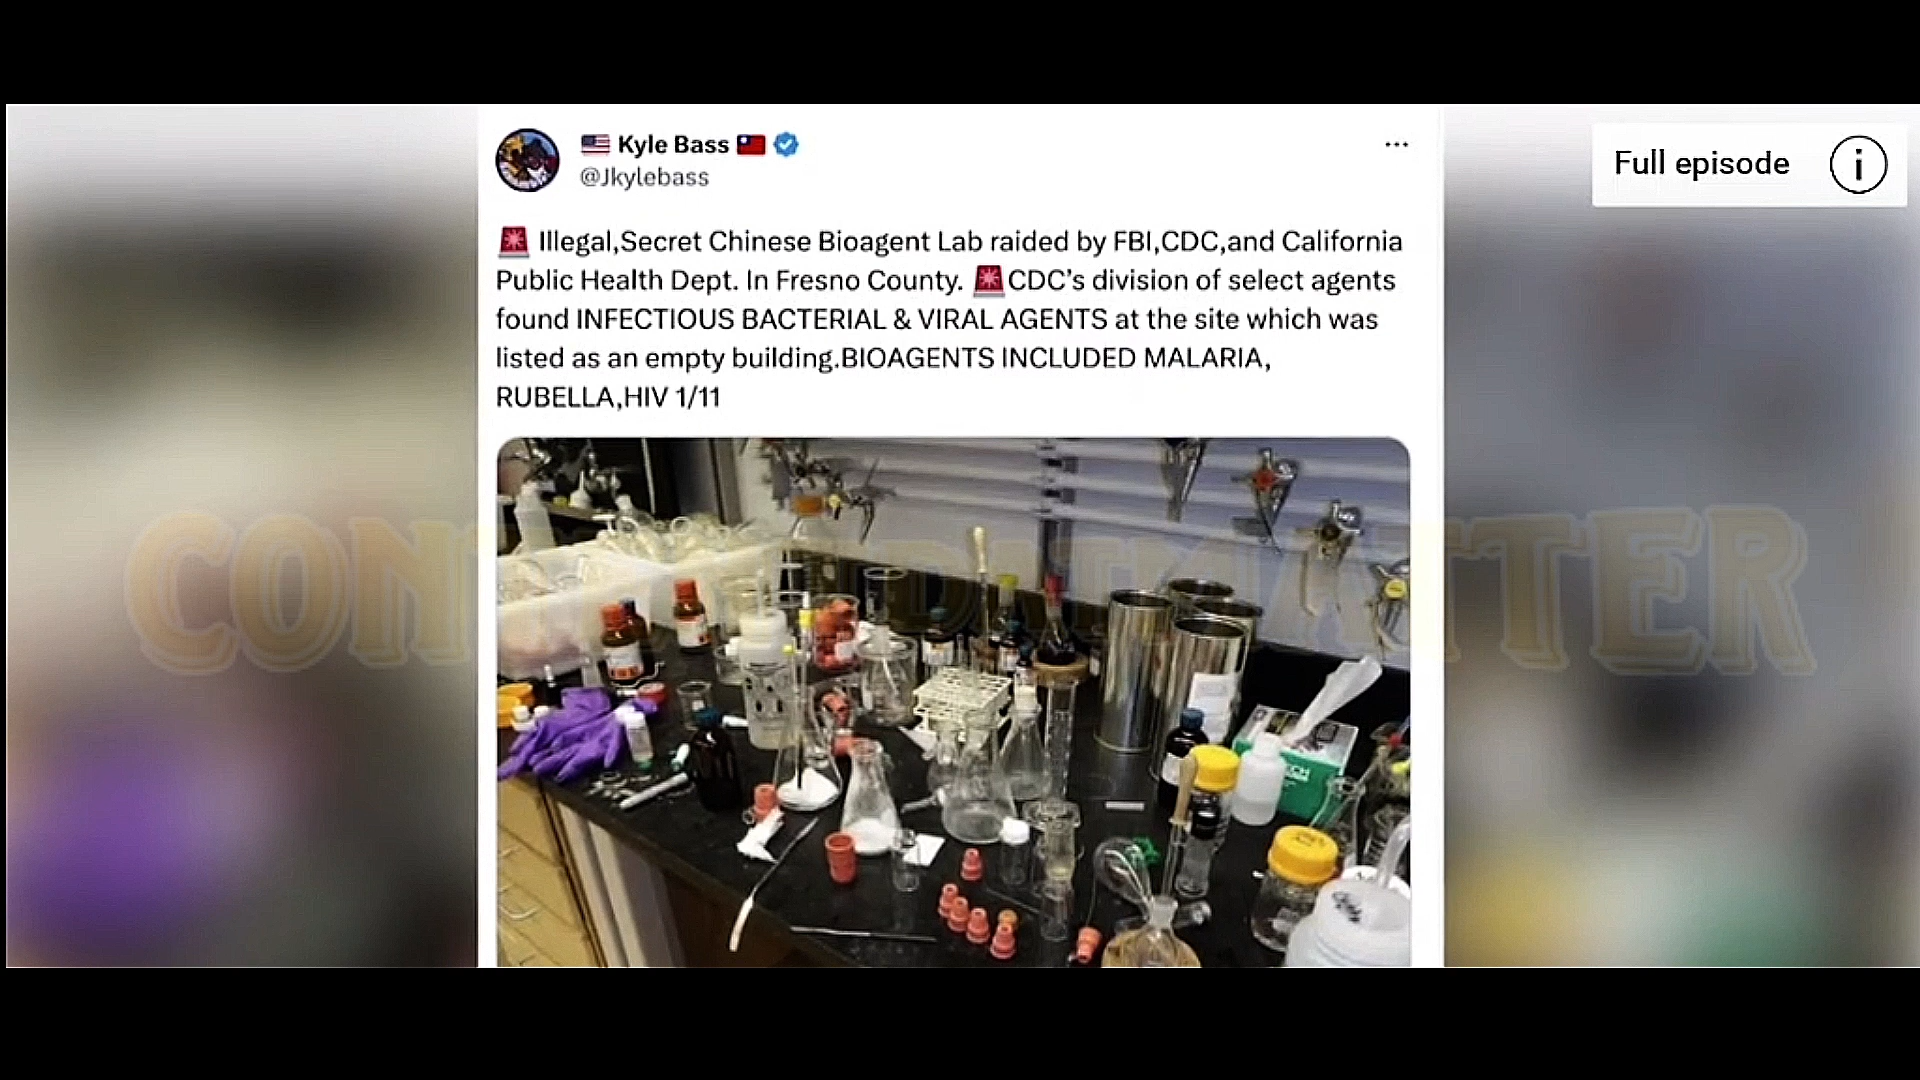 Kyle Bass
@Jkylebass
Full episode
Illegal,Secret Chinese Bioagent Lab raided by FBI,CDC,and California
Public Health Dept. In Fresno County. CDC's division of select agents
found INFECTIOUS BACTERIAL & VIRAL AGENTS at the site which was
listed as an empty building.BIOAGENTS INCLUDED MALARIA,
RUBELLA,HIV 1/11